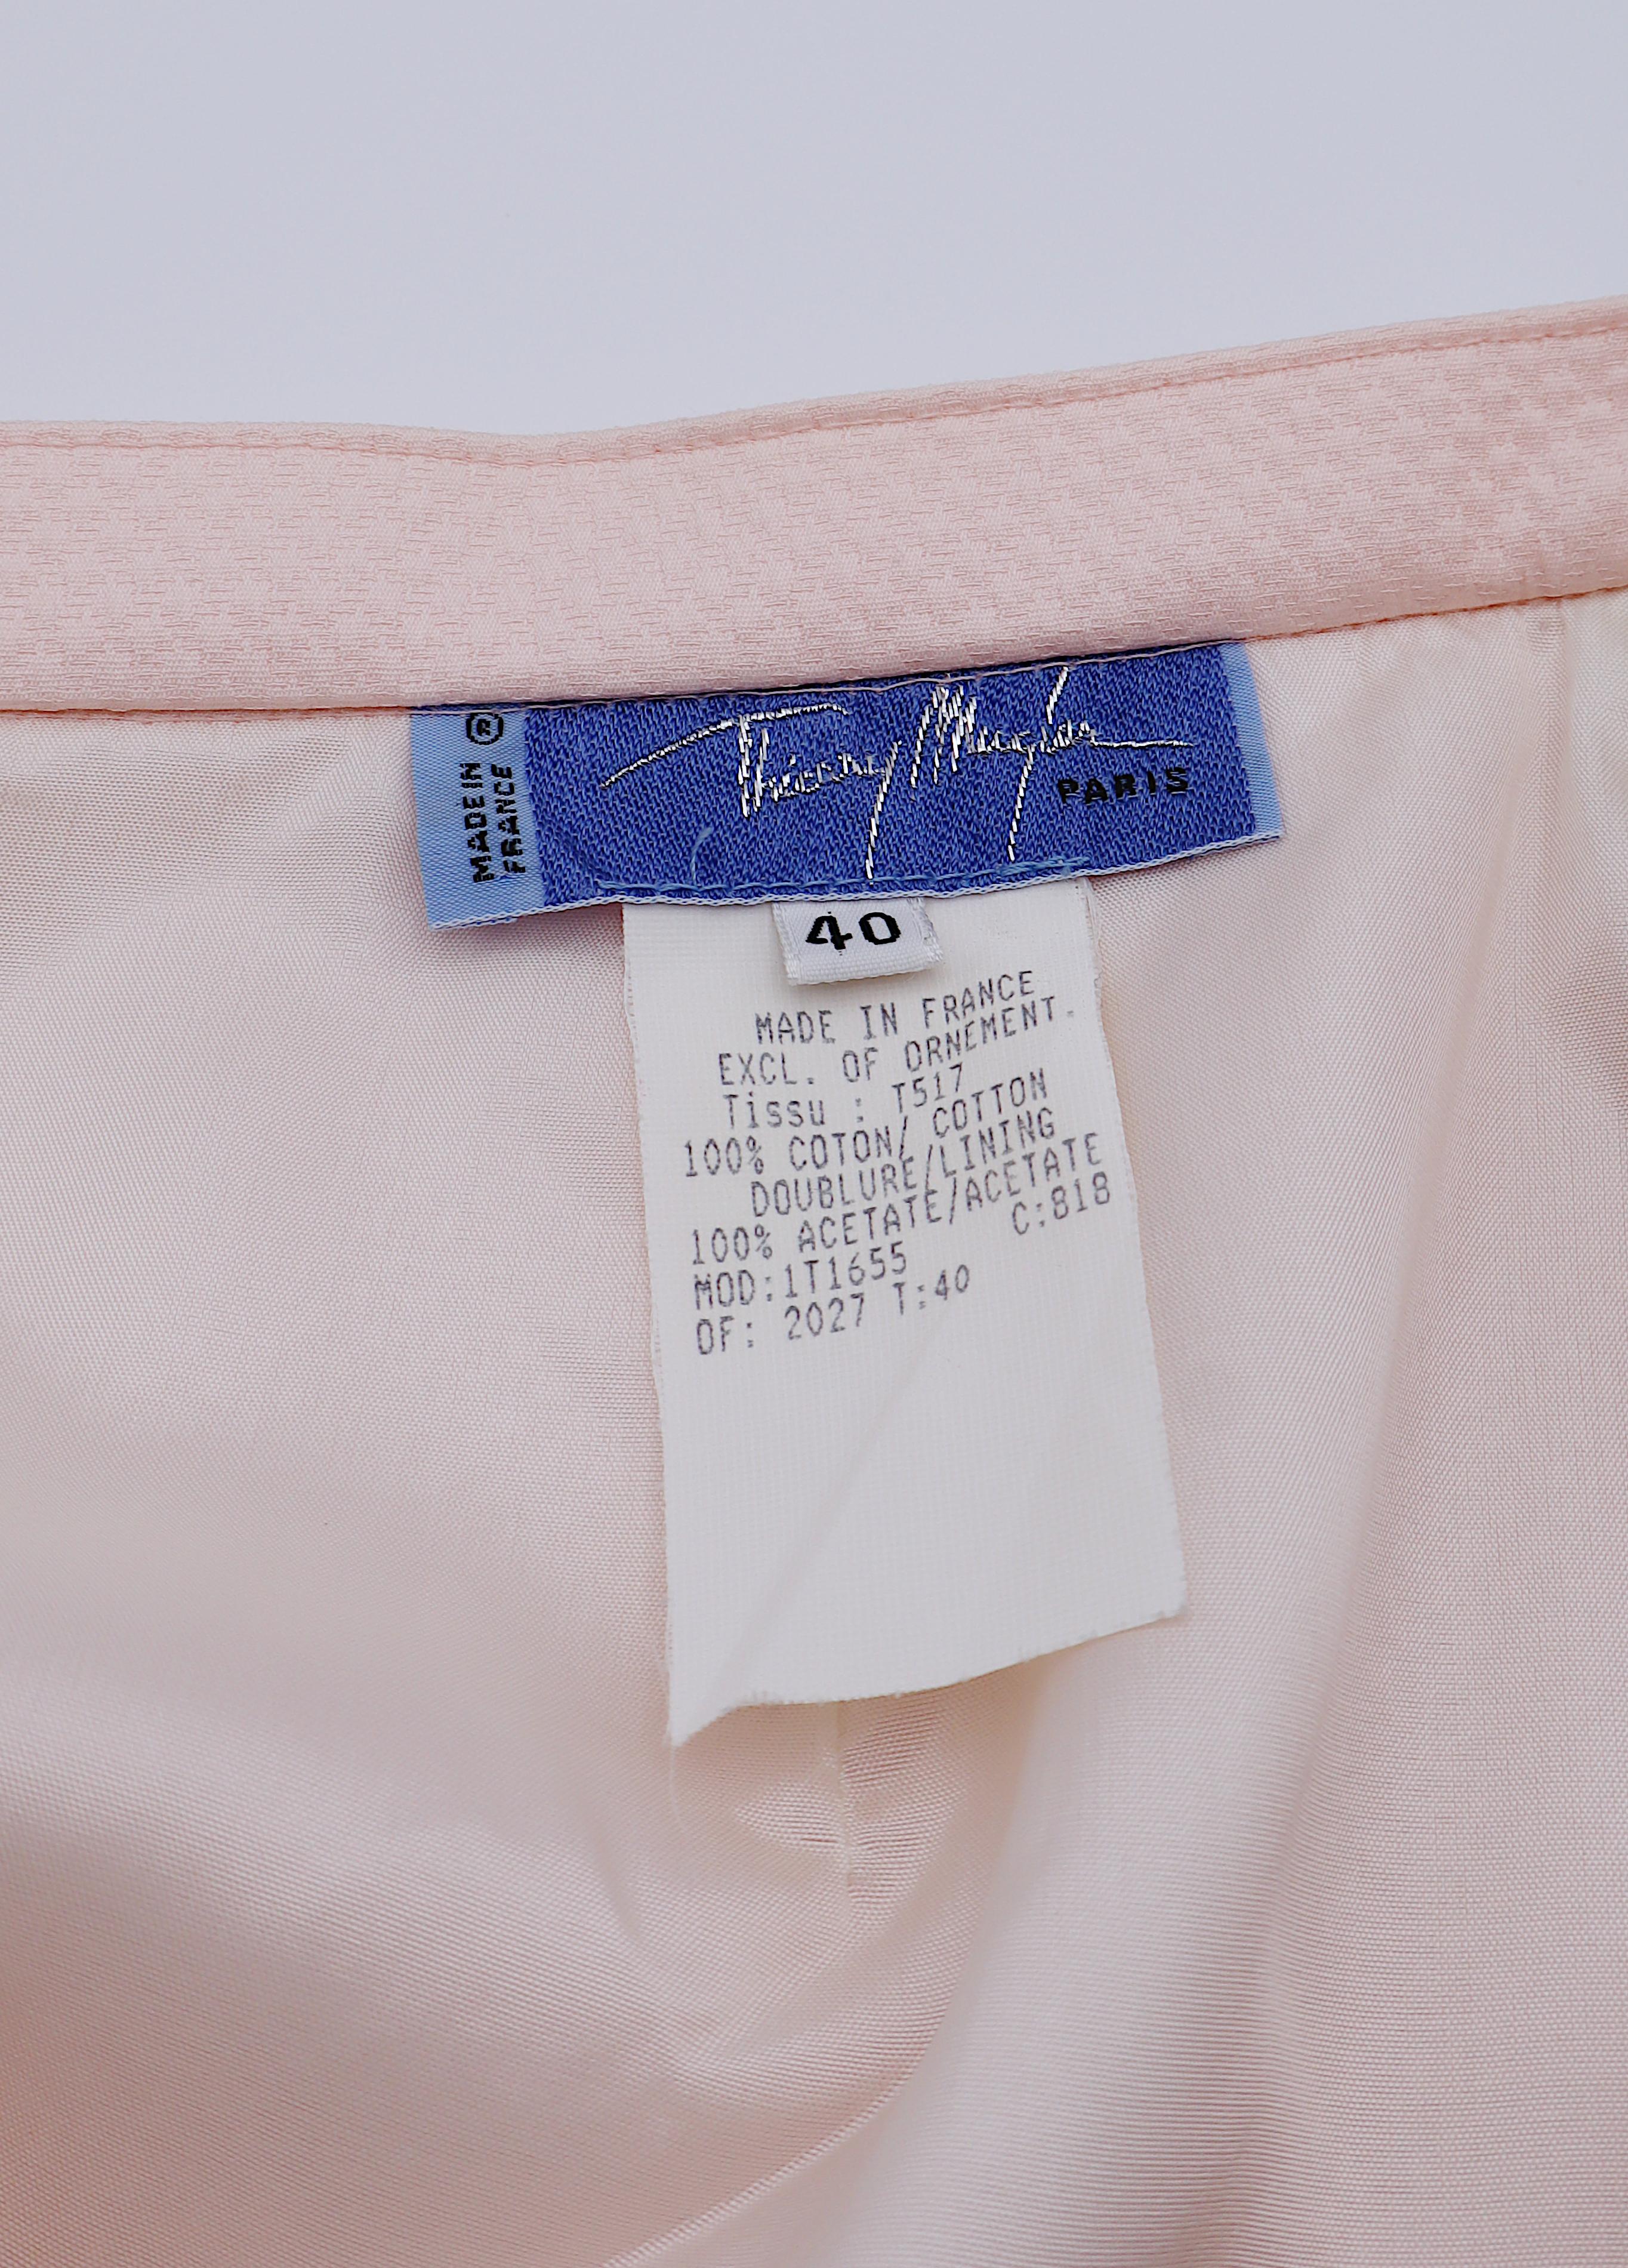 MADE IN ®
FRANCE
Thierry Mugler
PARIS
40
MADE IN FRANCE
EXCL. OF ORNEMENT.
Tissu : T517
100% COTON/ COTTON
DOUBLURE/LINING
100% ACETATE/ACETATE
MOD:1T1655 C:818
OF: 2027 T:40